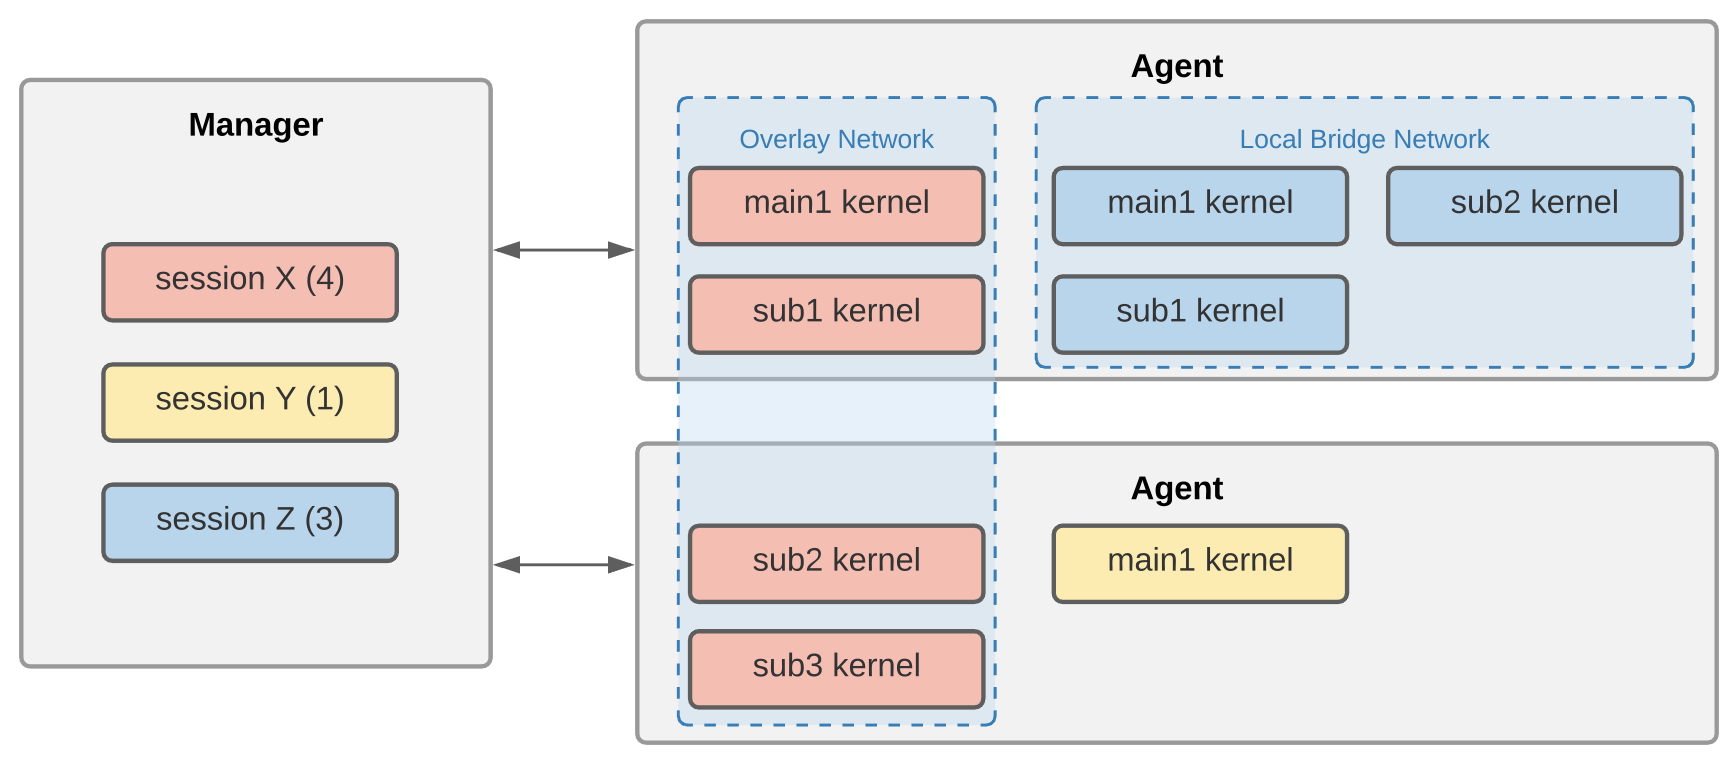 Manager
session X (4)
session Y (1)
session Z (3)
Agent
Overlay Network
main1 kernel
sub1 kernel
Local Bridge Network
main1 kernel
sub2 kernel
sub1 kernel
Agent
sub2 kernel
sub3 kernel
main1 kernel